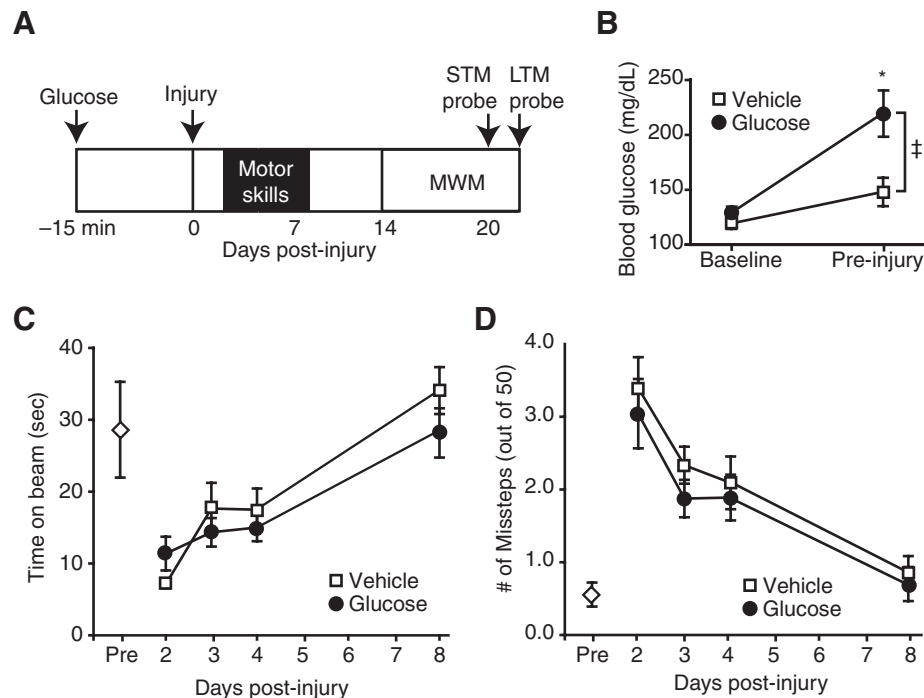 A
Glucose
Injury
STM
probe
LTM
probe
Motor
skills
MWM
–15 min
0
7
14
20
Days post-injury
B
Blood glucose (mg/dL)
250
200
150
100
Vehicle
Glucose
*
‡
Baseline
Pre-injury
C
Time on beam (sec)
40
30
20
10
0
Vehicle
Glucose
Pre 2 3 4 5 6 7 8
Days post-injury
D
# of Missteps (out of 50)
4.0
3.0
2.0
1.0
0.0
Vehicle
Glucose
Pre 2 3 4 5 6 7 8
Days post-injury